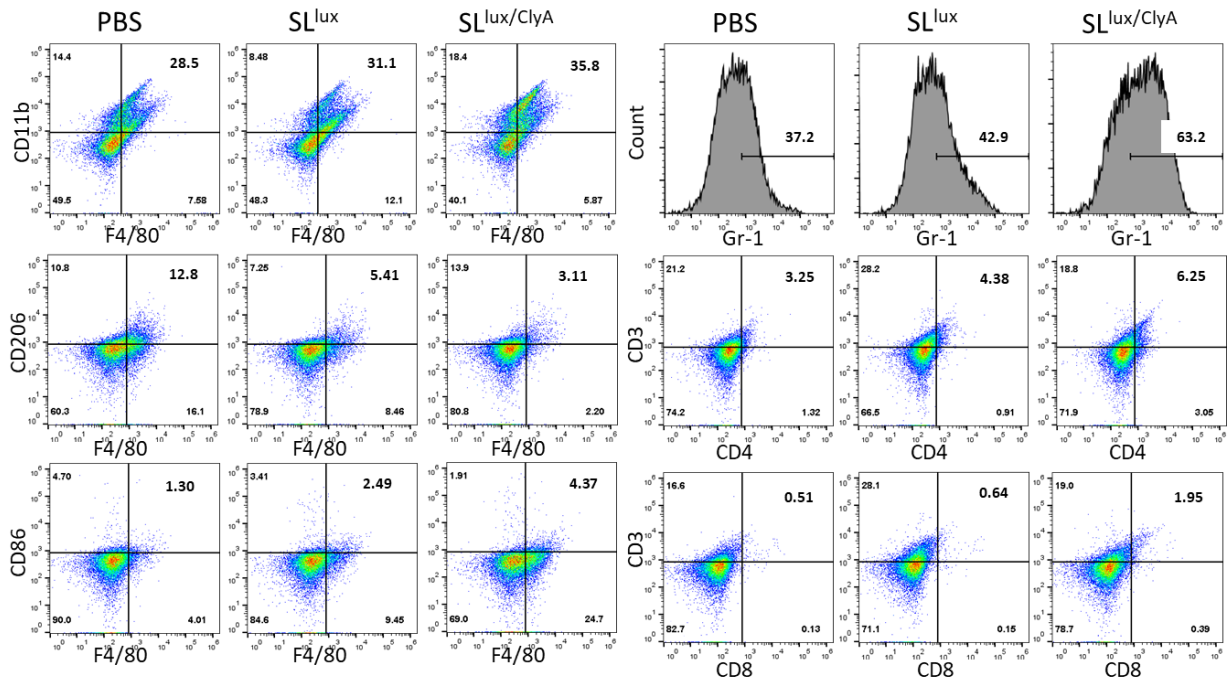 PBS SL^lux SL^lux/ClyA PBS SL^lux SL^lux/ClyA
CD11b
14.4 28.5
49.5 7.58
F4/80
8.48 31.1
48.3 12.1
F4/80
18.4 35.8
40.1 5.87
F4/80
Count
37.2
Gr-1
42.9
Gr-1
63.2
Gr-1
CD206
10.8 12.8
60.3 16.1
F4/80
7.25 5.41
78.9 8.46
F4/80
13.9 3.11
80.8 2.20
F4/80
CD3
21.2 3.25
74.2 1.32
CD4
28.2 4.38
66.5 0.91
CD4
18.8 6.25
71.9 3.05
CD4
CD86
4.70 1.30
90.0 4.01
F4/80
3.41 2.49
84.6 9.45
F4/80
1.91 4.37
69.0 24.7
F4/80
CD3
16.6 0.51
82.7 0.13
CD8
28.1 0.64
71.1 0.15
CD8
19.0 1.95
78.7 0.39
CD8